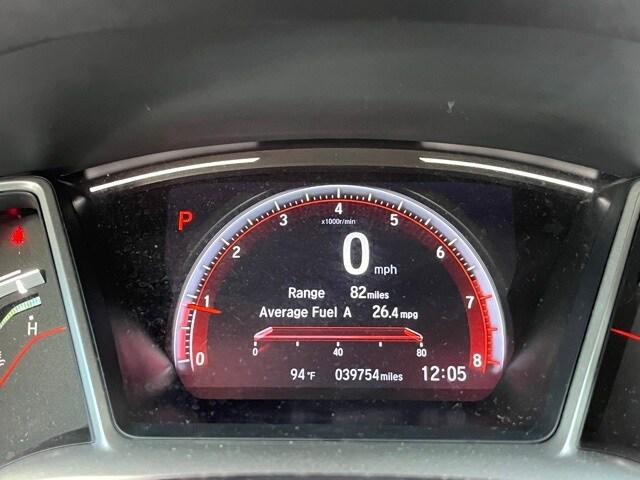 P
0 1 2 3 4 5 6 7 8
x1000r/min
0 mph
Range 82 miles
Average Fuel A 26.4 mpg
0 40 80
94°F 039754 miles 12:05
H